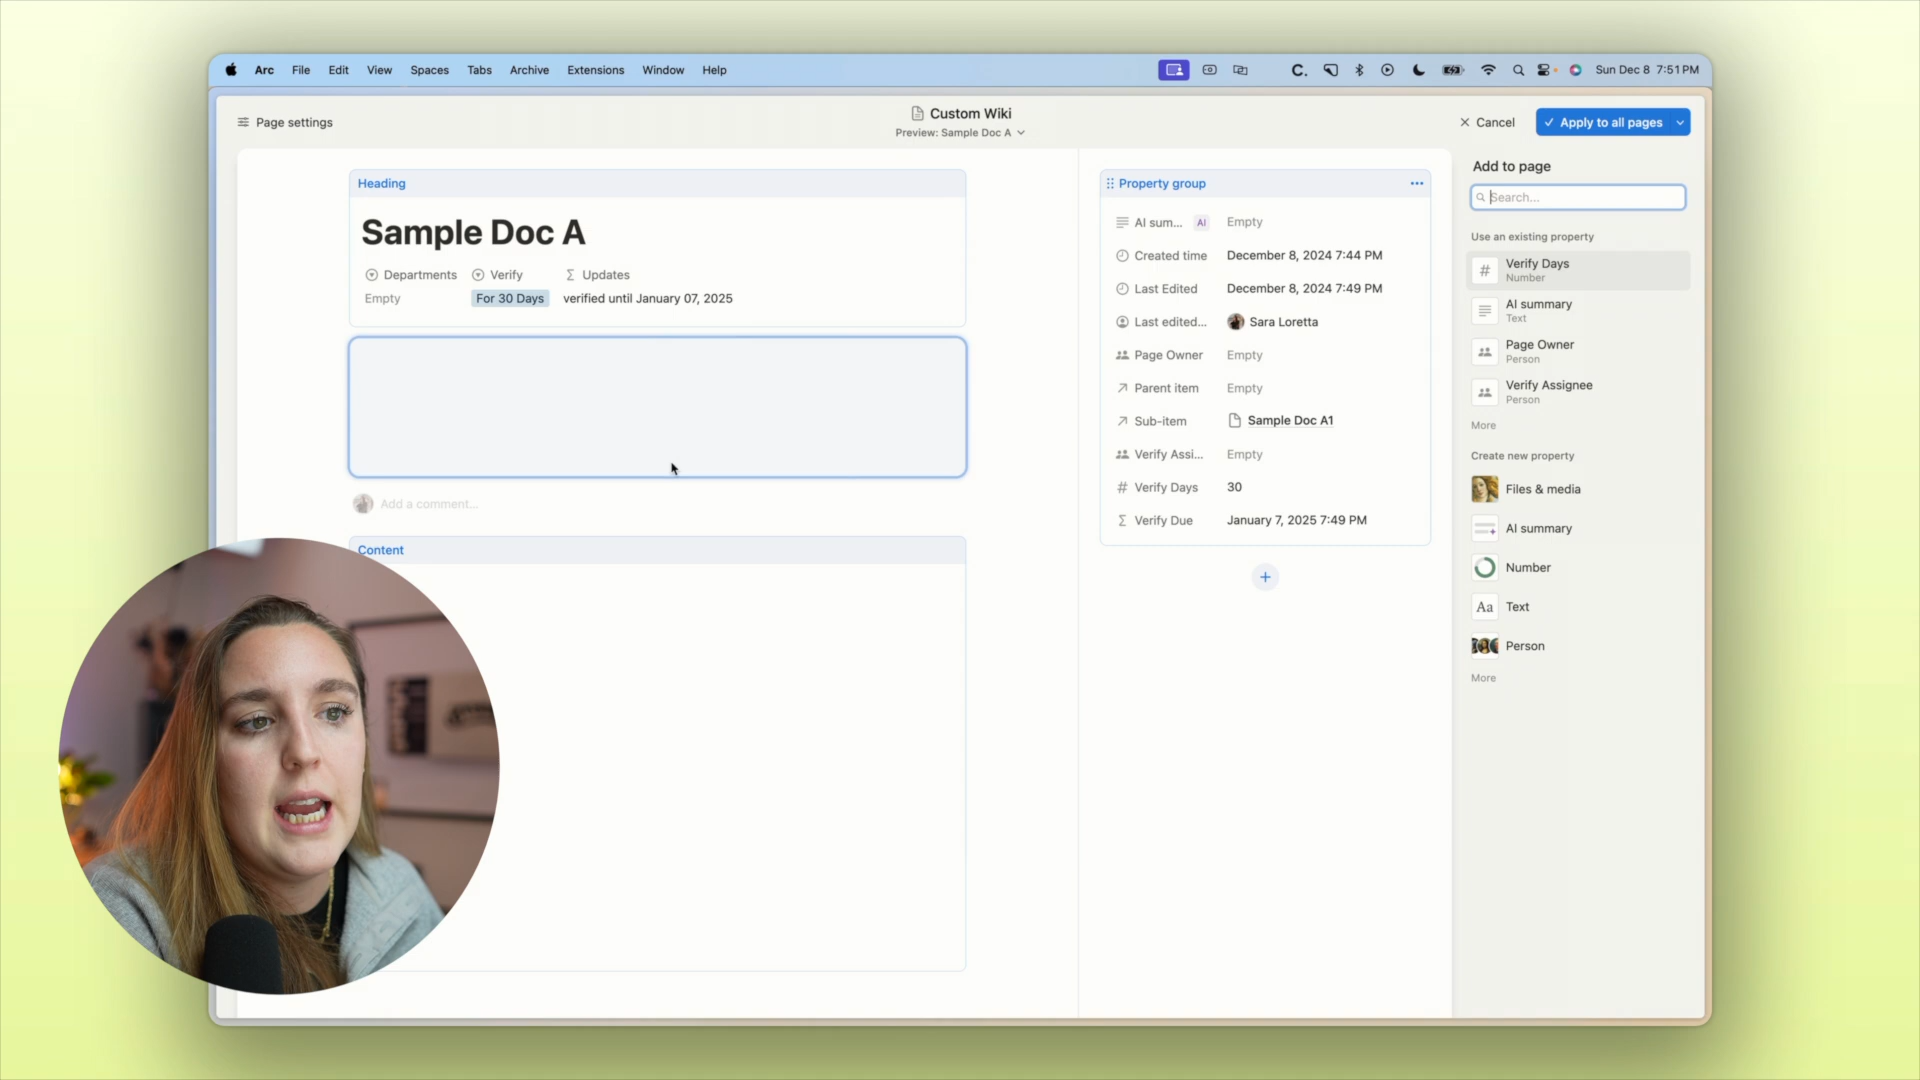 Arc File Edit View Spaces Tabs Archive Extensions Window Help C. Sun Dec 8 7:51 PM
Page settings
Custom Wiki
Preview: Sample Doc A
Cancel
Apply to all pages
Heading
Sample Doc A
Departments Verify Updates
Empty For 30 Days verified until January 07, 2025
Add a comment...
Content
Property group
AI sum... AI Empty
Created time December 8, 2024 7:44 PM
Last Edited December 8, 2024 7:49 PM
Last edited... Sara Loretta
Page Owner Empty
Parent item Empty
Sub-item Sample Doc A1
Verify Assi... Empty
Verify Days 30
Verify Due January 7, 2025 7:49 PM
Add to page
Search...
Use an existing property
Verify Days
Number
AI summary
Text
Page Owner
Person
Verify Assignee
Person
More
Create new property
Files & media
AI summary
Number
Aa Text
Person
More